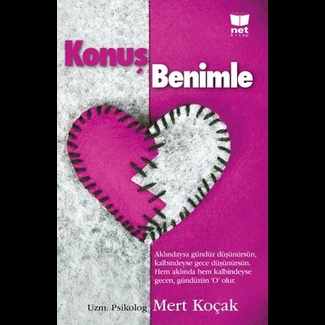 net
kitap
Konuş
Benimle
Aklındaysa gündüz düşünürsün,
kalbindeyse gece düşünürsün.
Hem aklında hem kalbindeyse
gecen, gündüzün 'O' olur.
Uzm. Psikolog Mert Koçak